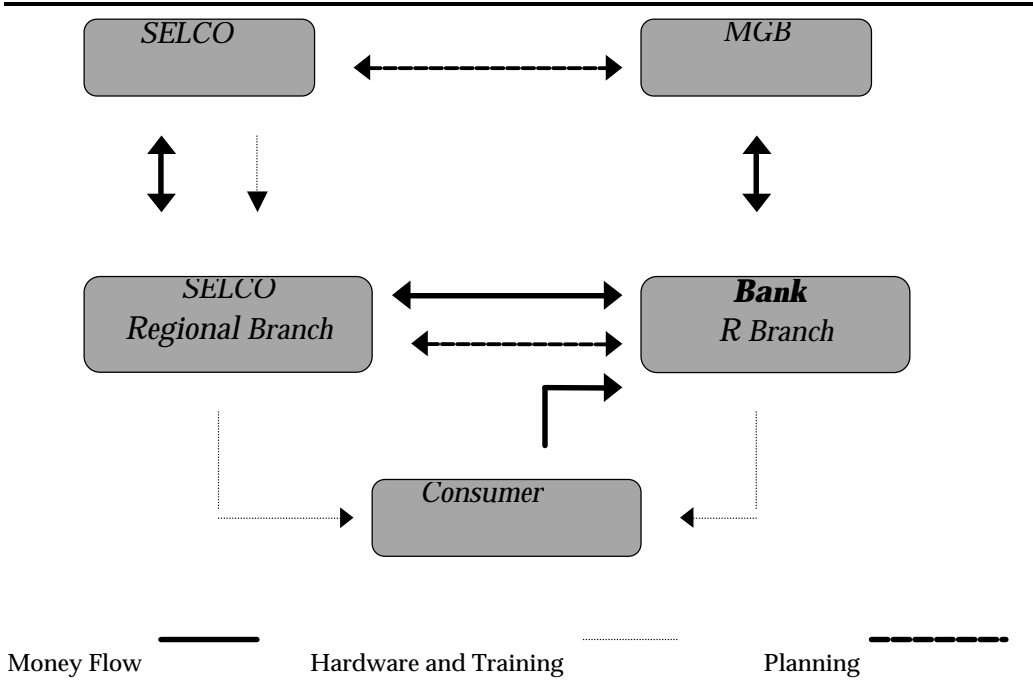 SELCO
MGB
SELCO
Regional Branch
Bank
R Branch
Consumer
Money Flow
Hardware and Training
Planning